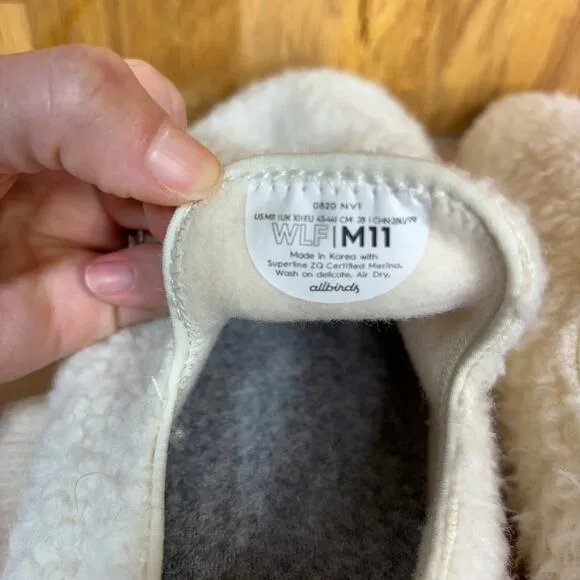 0820 NV1
US M11 | UK 10 | EU 43-44 | CM: 28 | CHN 280/99
WLF | M11
Made in Korea with
Superfine ZQ Certified Merino.
Wash on delicate, Air Dry.
allbirds